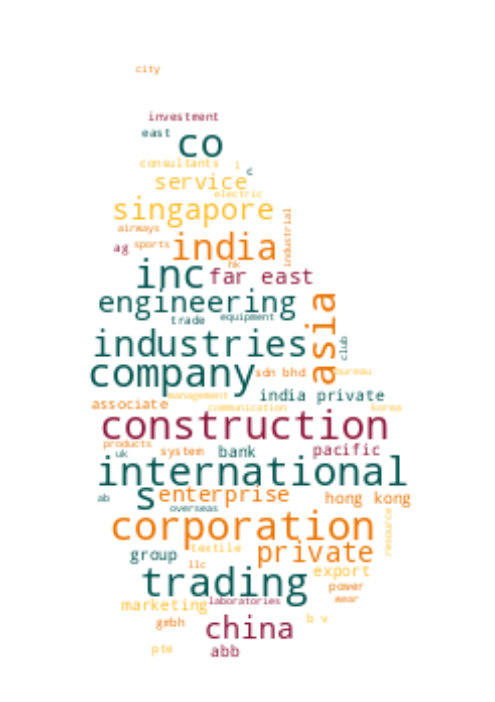 city
investment
east
co
consultants i
c
service
electric
singapore
industrial
airways
ag sports india
hk
inc far east
engineering
asia
trade equipment
industries
club
company sdn bhd bureau
management india private
associate communication korea
construction
products
uk system bank pacific
international
ab s enterprise hong kong
overseas
corporation
resource
group textile private
llc export
trading power
marketing laboratories wear
gmbh china b v
pte abb